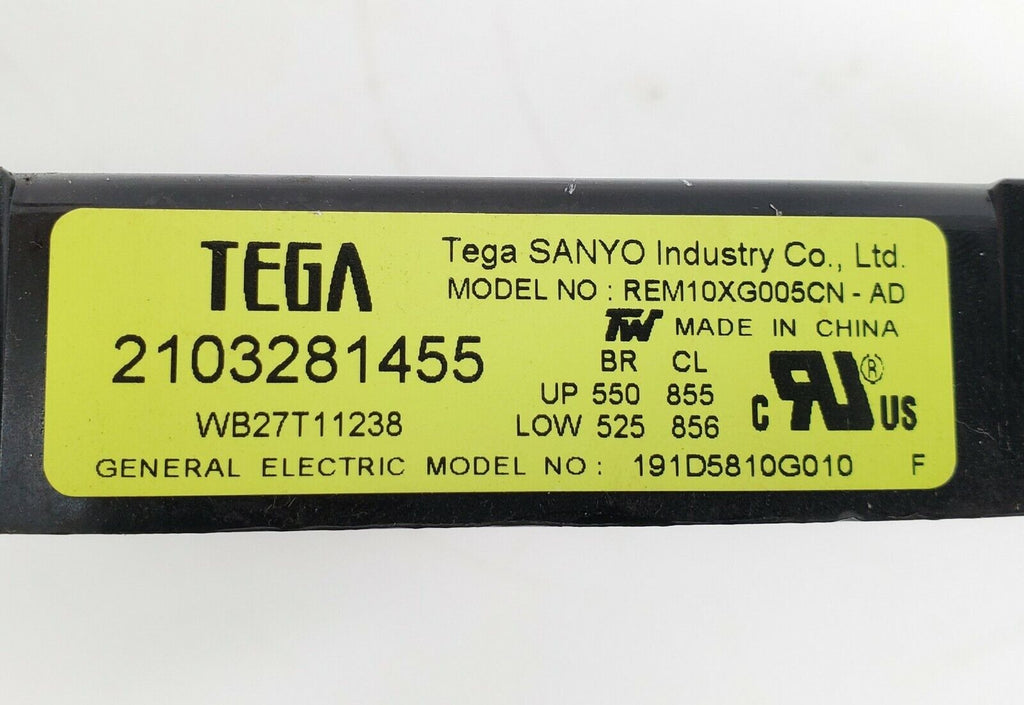 TEGA
Tega SANYO Industry Co., Ltd.
MODEL NO : REM10XG005CN - AD
TW MADE IN CHINA
2103281455
BR CL
UP 550 855
LOW 525 856
C RU ® US
WB27T11238
GENERAL ELECTRIC MODEL NO : 191D5810G010 F